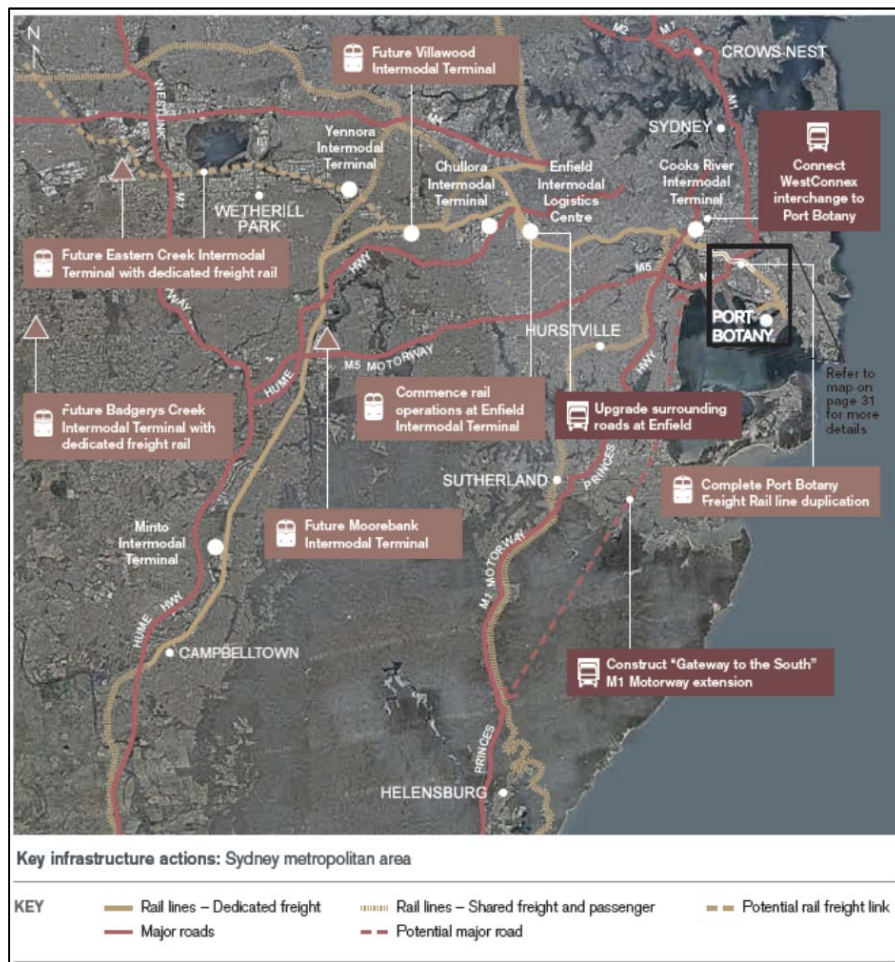 N
M2
M1
CROWS NEST
Future Villawood
Intermodal Terminal
WESTLINK
M1
SYDNEY
Yennora
Intermodal
Terminal
M4
Chullora
Intermodal
Terminal
Enfield
Intermodal
Logistics
Centre
Cooks River
Intermodal
Terminal
Connect
WestConnex
interchange to
Port Botany
M7
WETHERILL
PARK
Future Eastern Creek Intermodal
Terminal with dedicated freight rail
HWY
M5
PORT
BOTANY
WAY
HURSTVILLE
HUME
M5 MOTORWAY
HWY
Refer to
map on
page 31
for more
details
Future Badgerys Creek
Intermodal Terminal with
dedicated freight rail
Commence rail
operations at Enfield
Intermodal Terminal
Upgrade surrounding
roads at Enfield
SUTHERLAND
PRINCES
Complete Port Botany
Freight Rail line duplication
Minto
Intermodal
Terminal
Future Moorebank
Intermodal Terminal
M1 MOTORWAY
HUME HWY
CAMPBELLTOWN
Construct "Gateway to the South"
M1 Motorway extension
PRINCES
HELENSBURG
Key infrastructure actions: Sydney metropolitan area
KEY
Rail lines – Dedicated freight
Rail lines – Shared freight and passenger
Potential rail freight link
Major roads
Potential major road